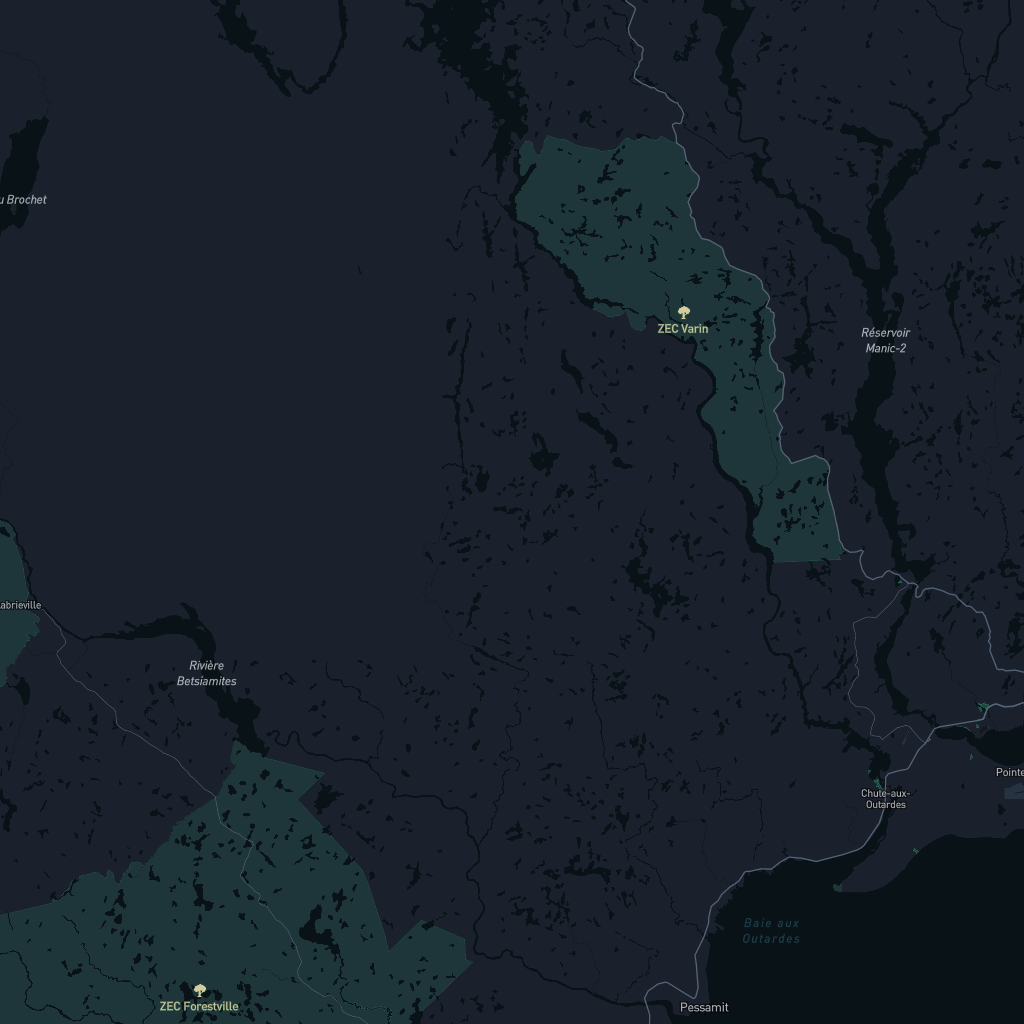 u Brochet
ZEC Varin
Réservoir
Manic-2
abrieville
Rivière
Betsiamites
Pointe
Chute-aux-
Outardes
Baie aux
Outardes
ZEC Forestville
Pessamit